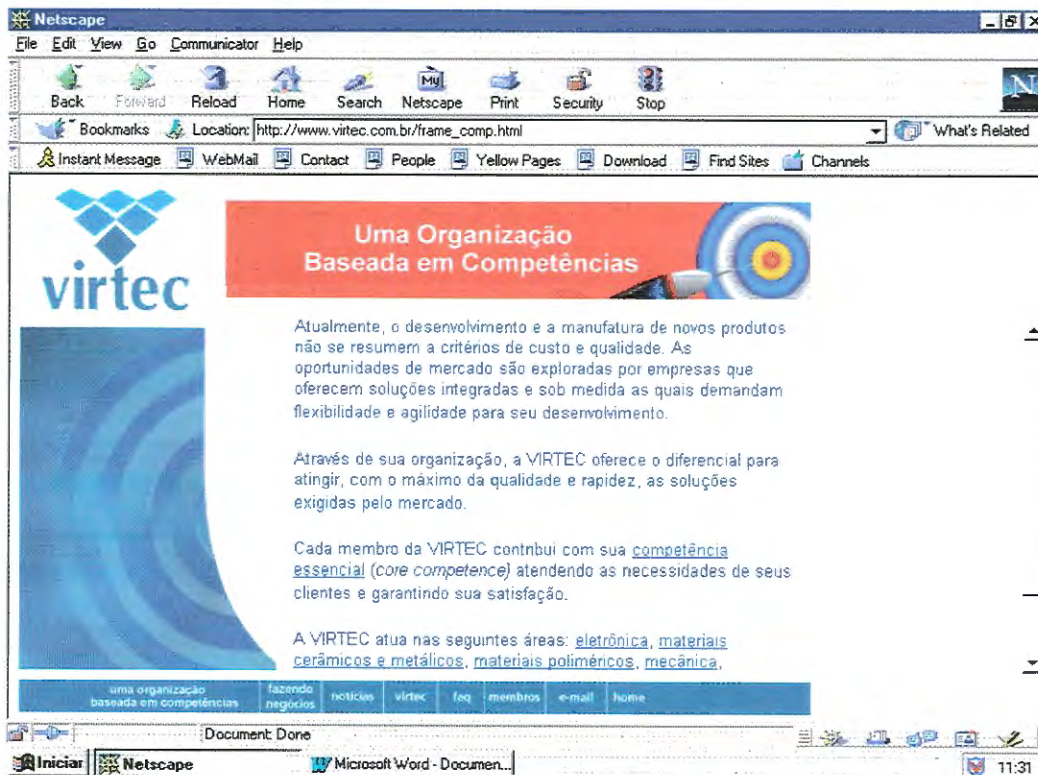 Netscape
File Edit View Go Communicator Help
Back Forward Reload Home Search Netscape Print Security Stop
My
N
Bookmarks Location: http://www.virtec.com.br/frame_comp.html What's Related
Instant Message WebMail Contact People Yellow Pages Download Find Sites Channels
virtec
Uma Organização
Baseada em Competências
Atualmente, o desenvolvimento e a manufatura de novos produtos
não se resumem a critérios de custo e qualidade. As
oportunidades de mercado são exploradas por empresas que
oferecem soluções integradas e sob medida as quais demandam
flexibilidade e agilidade para seu desenvolvimento.
Através de sua organização, a VIRTEC oferece o diferencial para
atingir, com o máximo da qualidade e rapidez, as soluções
exigidas pelo mercado.
Cada membro da VIRTEC contribui com sua competência
essencial (core competence) atendendo as necessidades de seus
clientes e garantindo sua satisfação.
A VIRTEC atua nas seguintes áreas: eletrônica, materiais
cerâmicos e metálicos, materiais poliméricos, mecânica,
uma organização
baseada em competências
fazendo
negócios
notícias virtec faq membros e-mail home
Document: Done
Iniciar Netscape Microsoft Word - Documen... 11:31